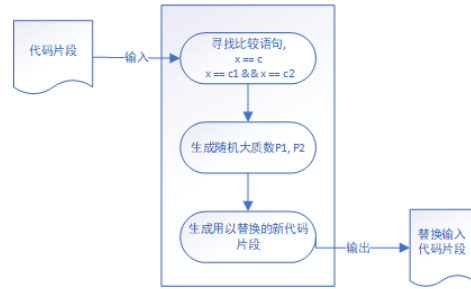 代码片段
输入
寻找比较语句,
x == c
x == c1 && x == c2
生成随机大质数P1, P2
生成用以替换的新代码
片段
输出
替换输入
代码片段